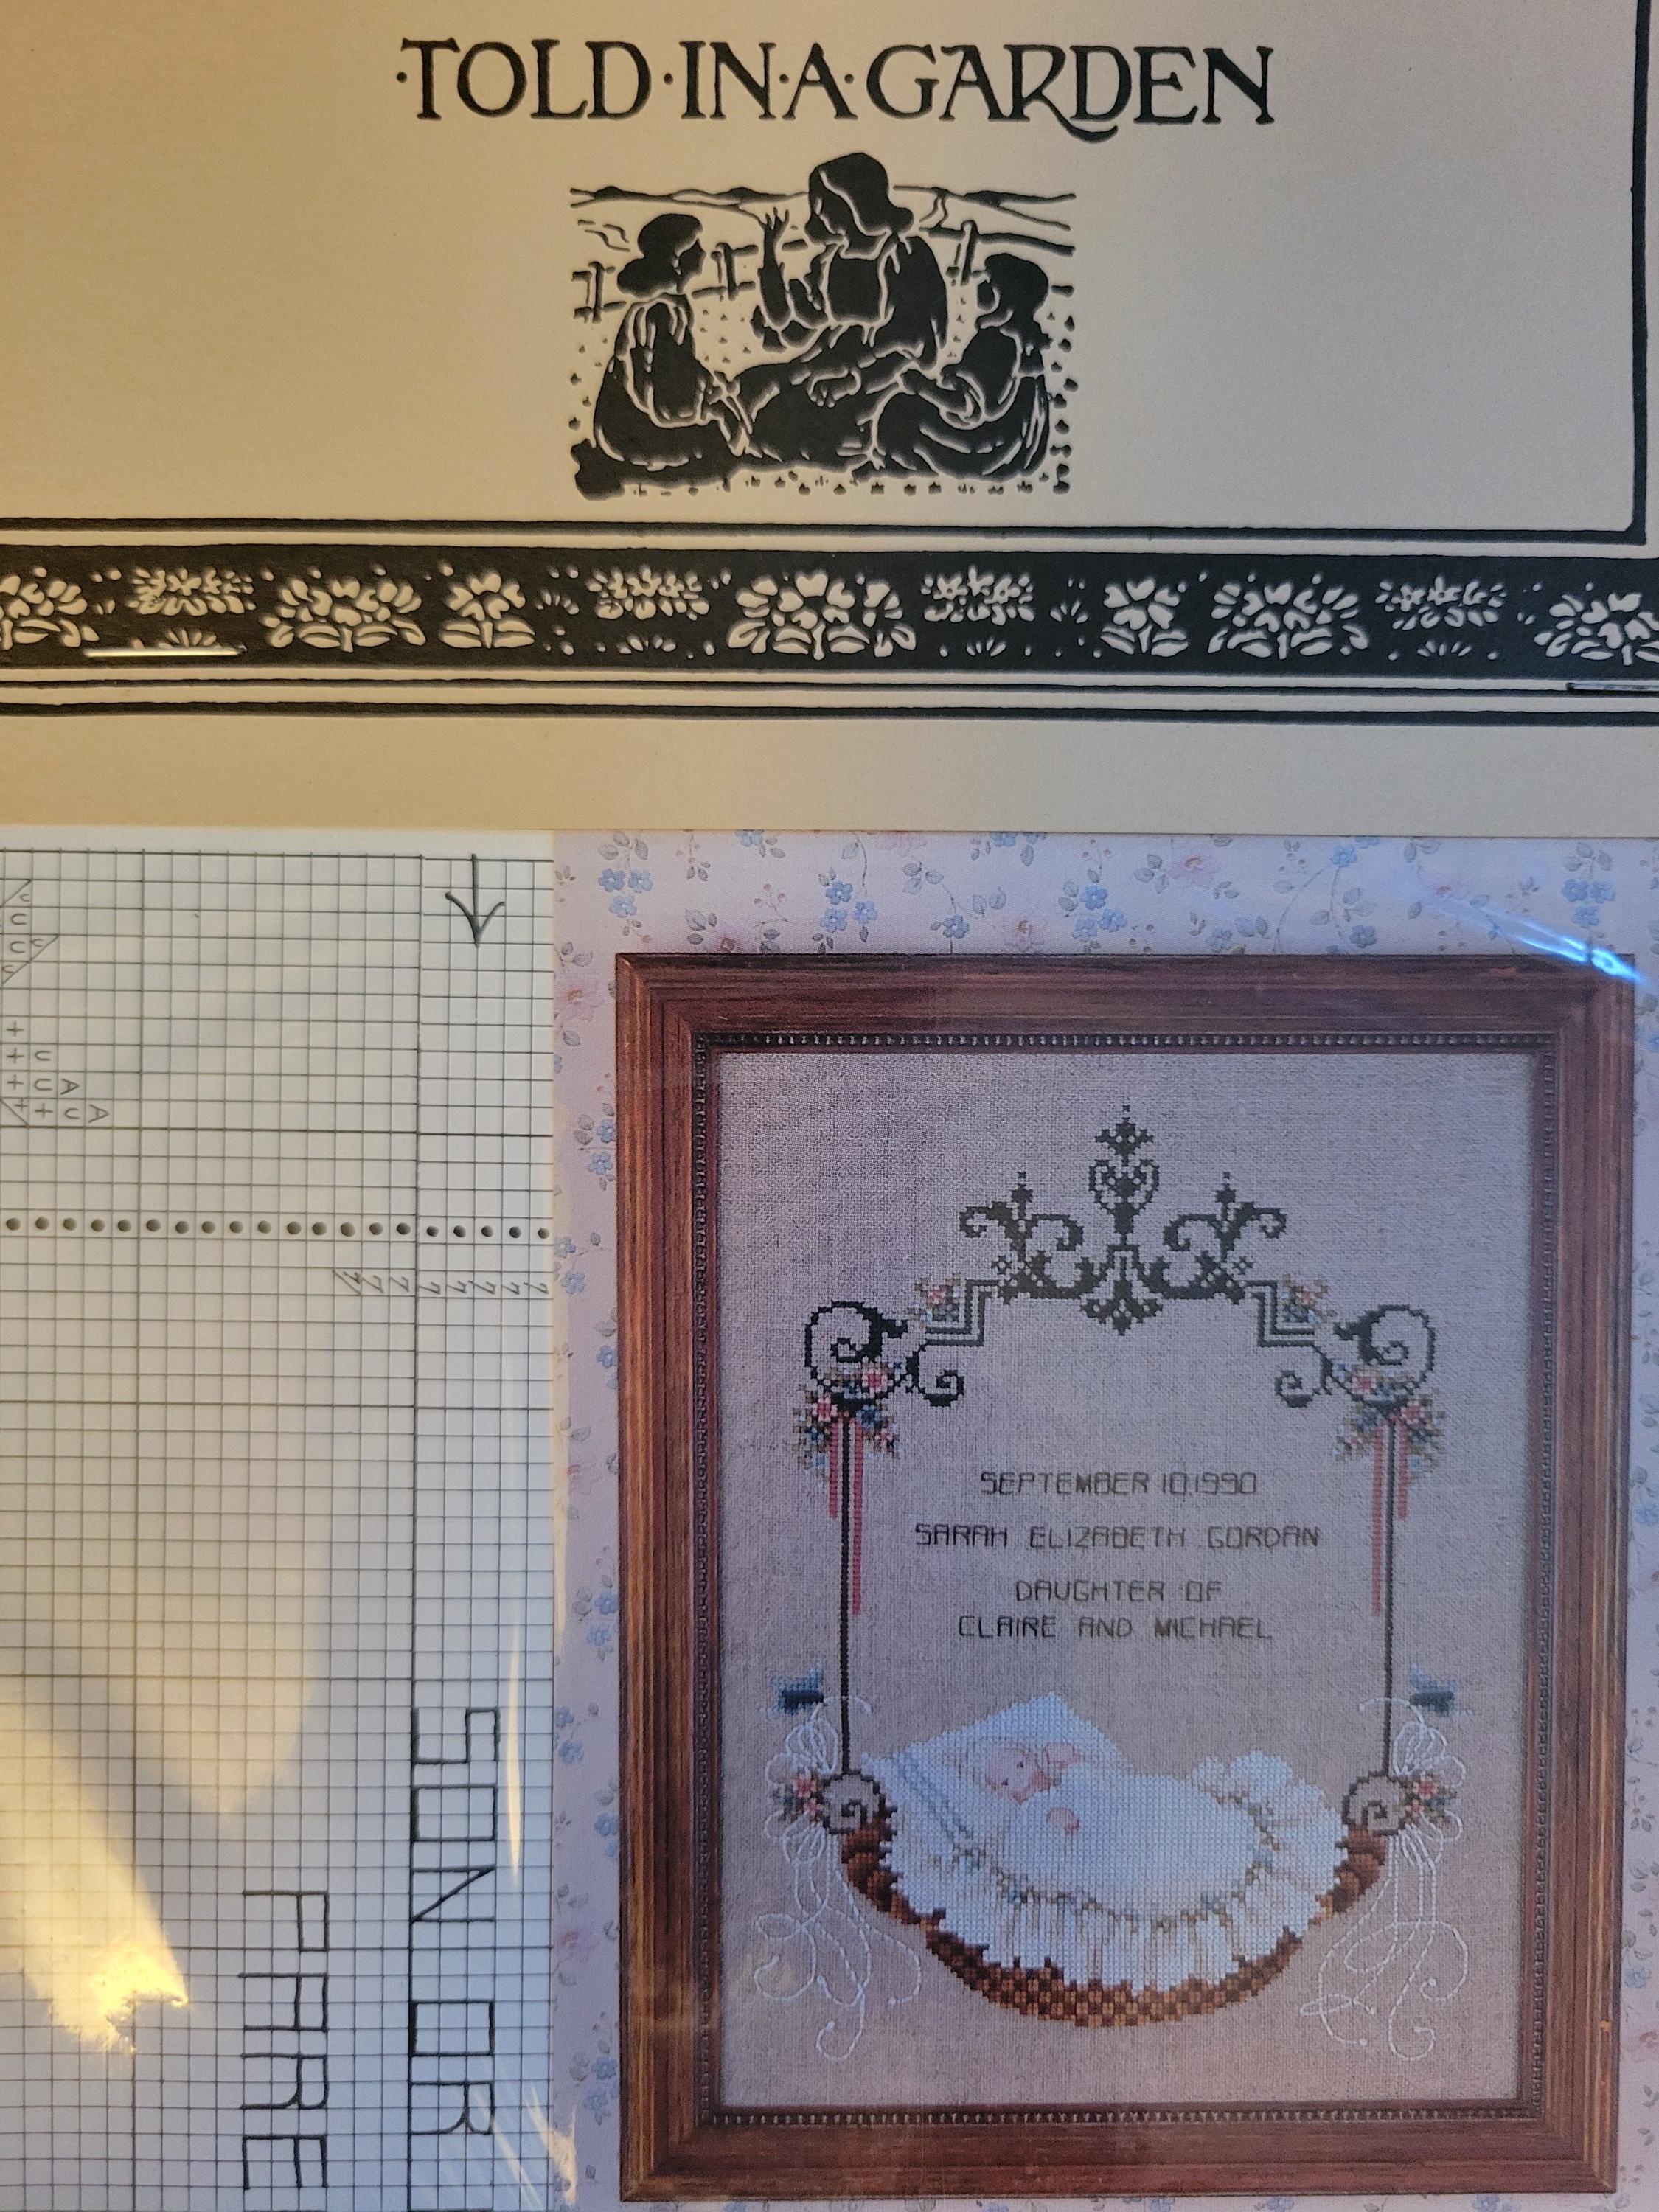 ·TOLD·IN·A·GARDEN
SEPTEMBER 10,1990
SARAH ELIZABETH GORDAN
DAUGHTER OF
CLAIRE AND MICHAEL
SON OR
PARE